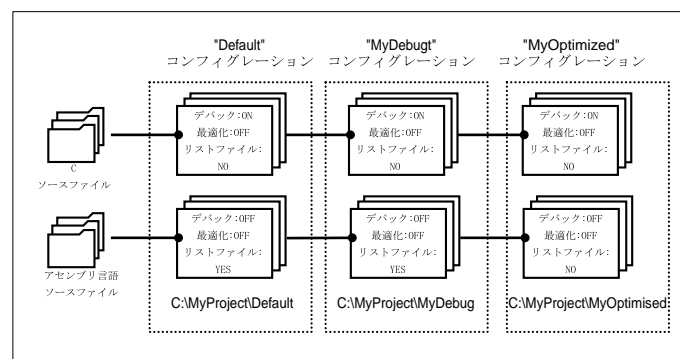 "Default"
コンフィグレーション
"MyDebugt"
コンフィグレーション
"MyOptimized"
コンフィグレーション
C
ソースファイル
デバック:ON
最適化:OFF
リストファイル:
NO
デバック:ON
最適化:OFF
リストファイル:
NO
デバック:OFF
最適化:OFF
リストファイル:
NO
アセンブリ言語
ソースファイル
デバック:OFF
最適化:OFF
リストファイル:
YES
デバック:OFF
最適化:OFF
リストファイル:
YES
デバック:OFF
最適化:OFF
リストファイル:
NO
C:\MyProject\Default
C:\MyProject\MyDebug
C:\MyProject\MyOptimised